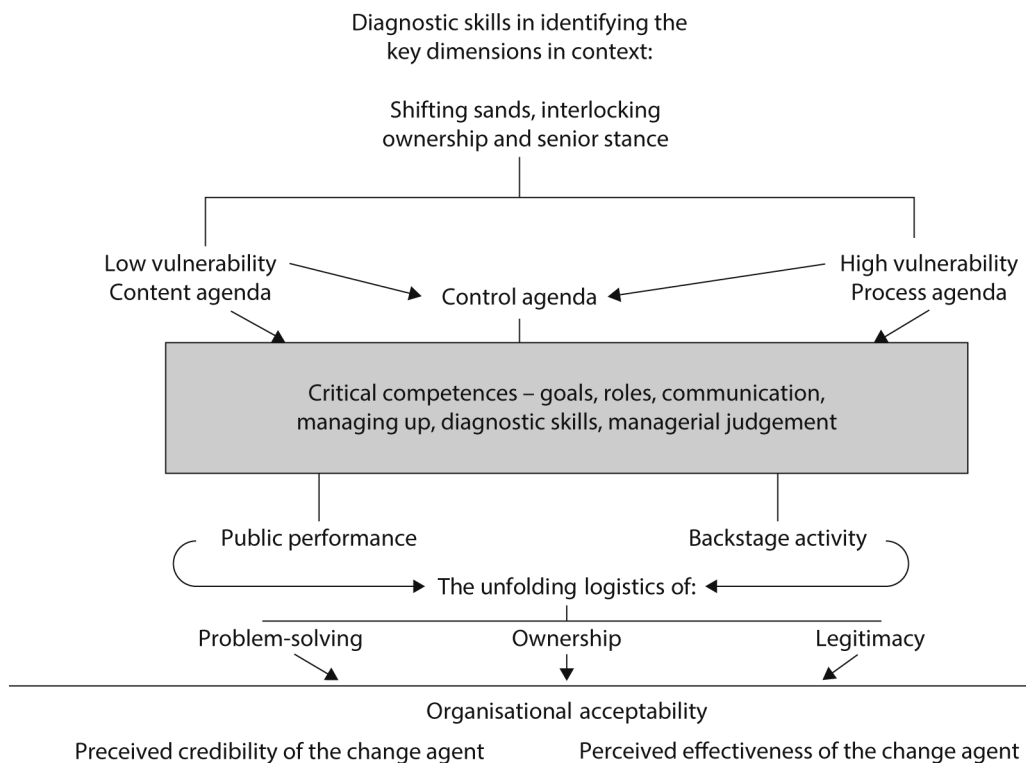 Diagnostic skills in identifying the
key dimensions in context:
Shifting sands, interlocking
ownership and senior stance
Low vulnerability
Content agenda
Control agenda
High vulnerability
Process agenda
Critical competences – goals, roles, communication,
managing up, diagnostic skills, managerial judgement
Public performance
Backstage activity
The unfolding logistics of:
Problem-solving
Ownership
Legitimacy
Organisational acceptability
Preceived credibility of the change agent
Perceived effectiveness of the change agent